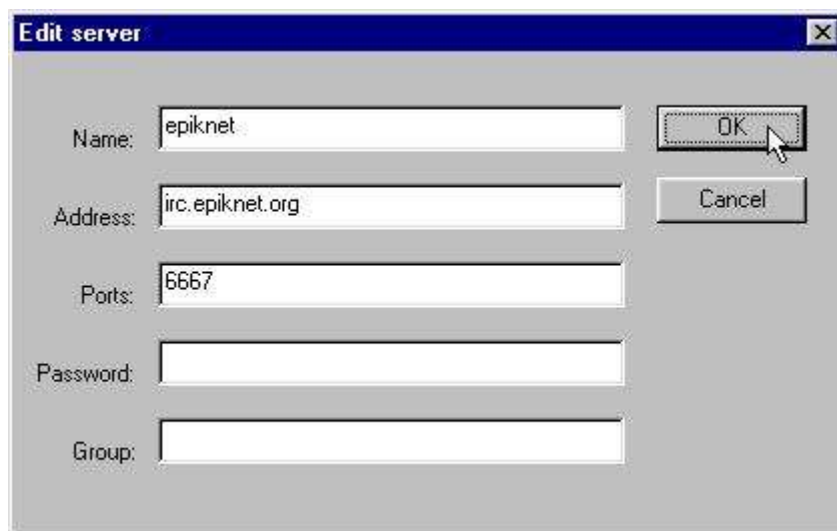 Edit server
Name: epiknet
OK
Address: irc.epiknet.org
Cancel
Ports: 6667
Password:
Group: